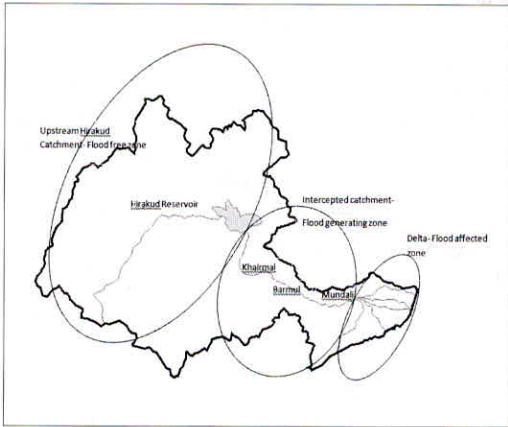 Upstream Hirakud
Catchment- Flood free zone
Hirakud Reservoir
Intercepted catchment-
Flood generating zone
Delta- Flood affected
zone
Khairmal
Barmul
Mundali